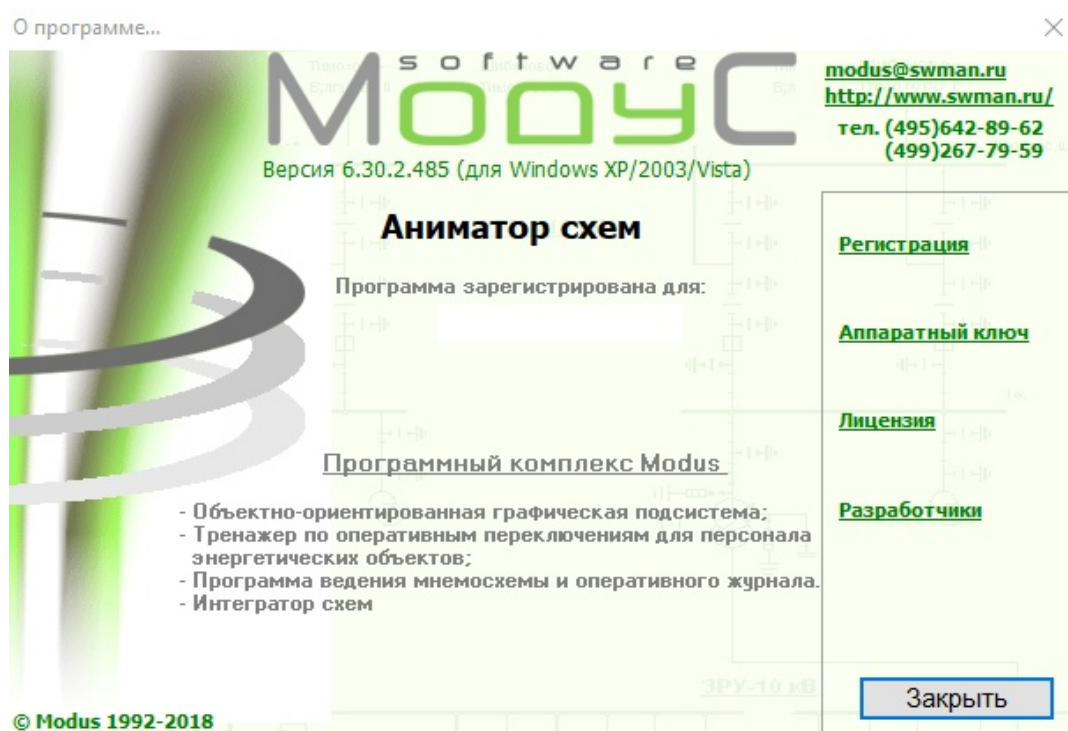 О программе...
software
МодуС
modus@swman.ru
http://www.swman.ru/
тел. (495)642-89-62
(499)267-79-59
Версия 6.30.2.485 (для Windows XP/2003/Vista)
Аниматор схем
Программа зарегистрирована для:
Регистрация
Аппаратный ключ
Лицензия
Разработчики
Программный комплекс Modus
- Объектно-ориентированная графическая подсистема;
- Тренажер по оперативным переключениям для персонала
энергетических объектов;
- Программа ведения мнемосхемы и оперативного журнала.
- Интегратор схем
ЗРУ-10 кВ
Закрыть
© Modus 1992-2018